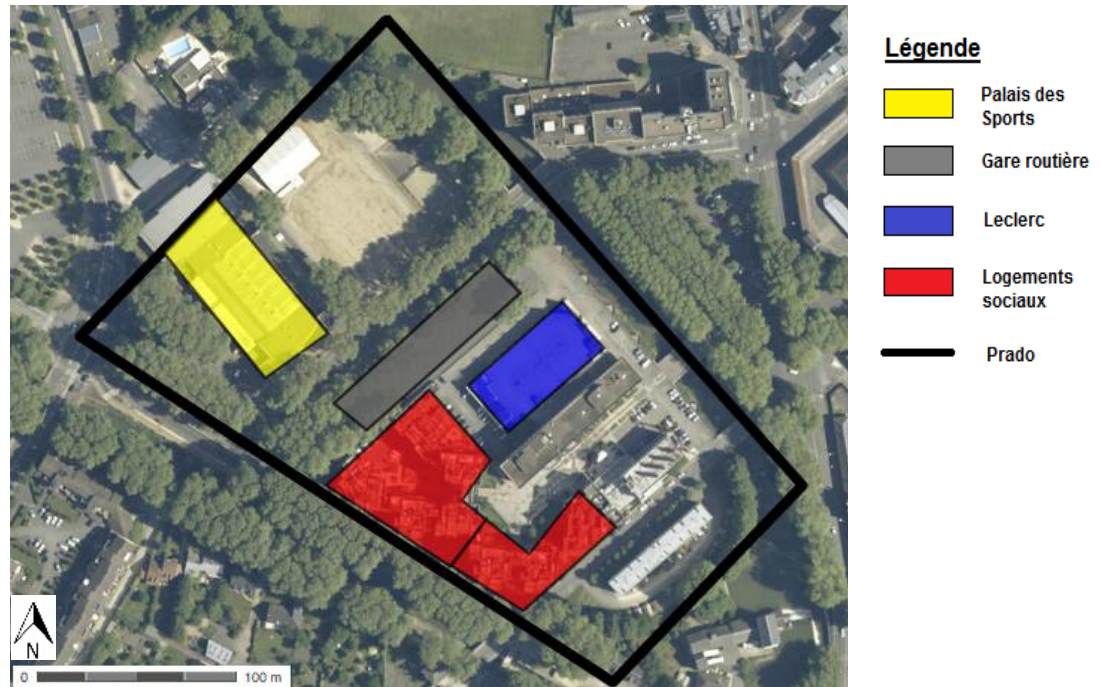 Légende
Palais des
Sports
Gare routière
Leclerc
Logements
sociaux
Prado
N
0 100 m